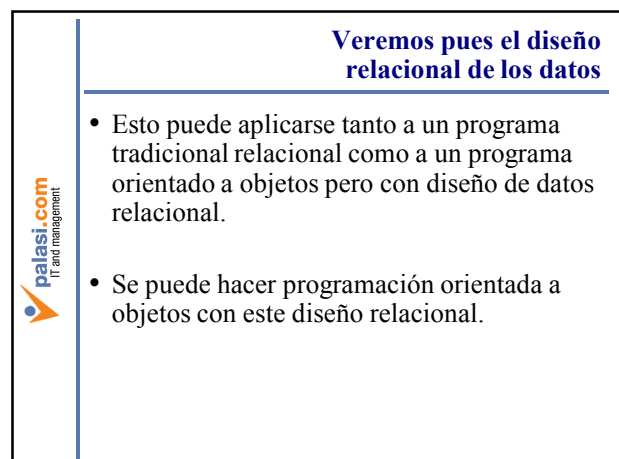 Veremos pues el diseño
relacional de los datos
• Esto puede aplicarse tanto a un programa
tradicional relacional como a un programa
orientado a objetos pero con diseño de datos
relacional.
• Se puede hacer programación orientada a
objetos con este diseño relacional.
palasi.com
IT and management